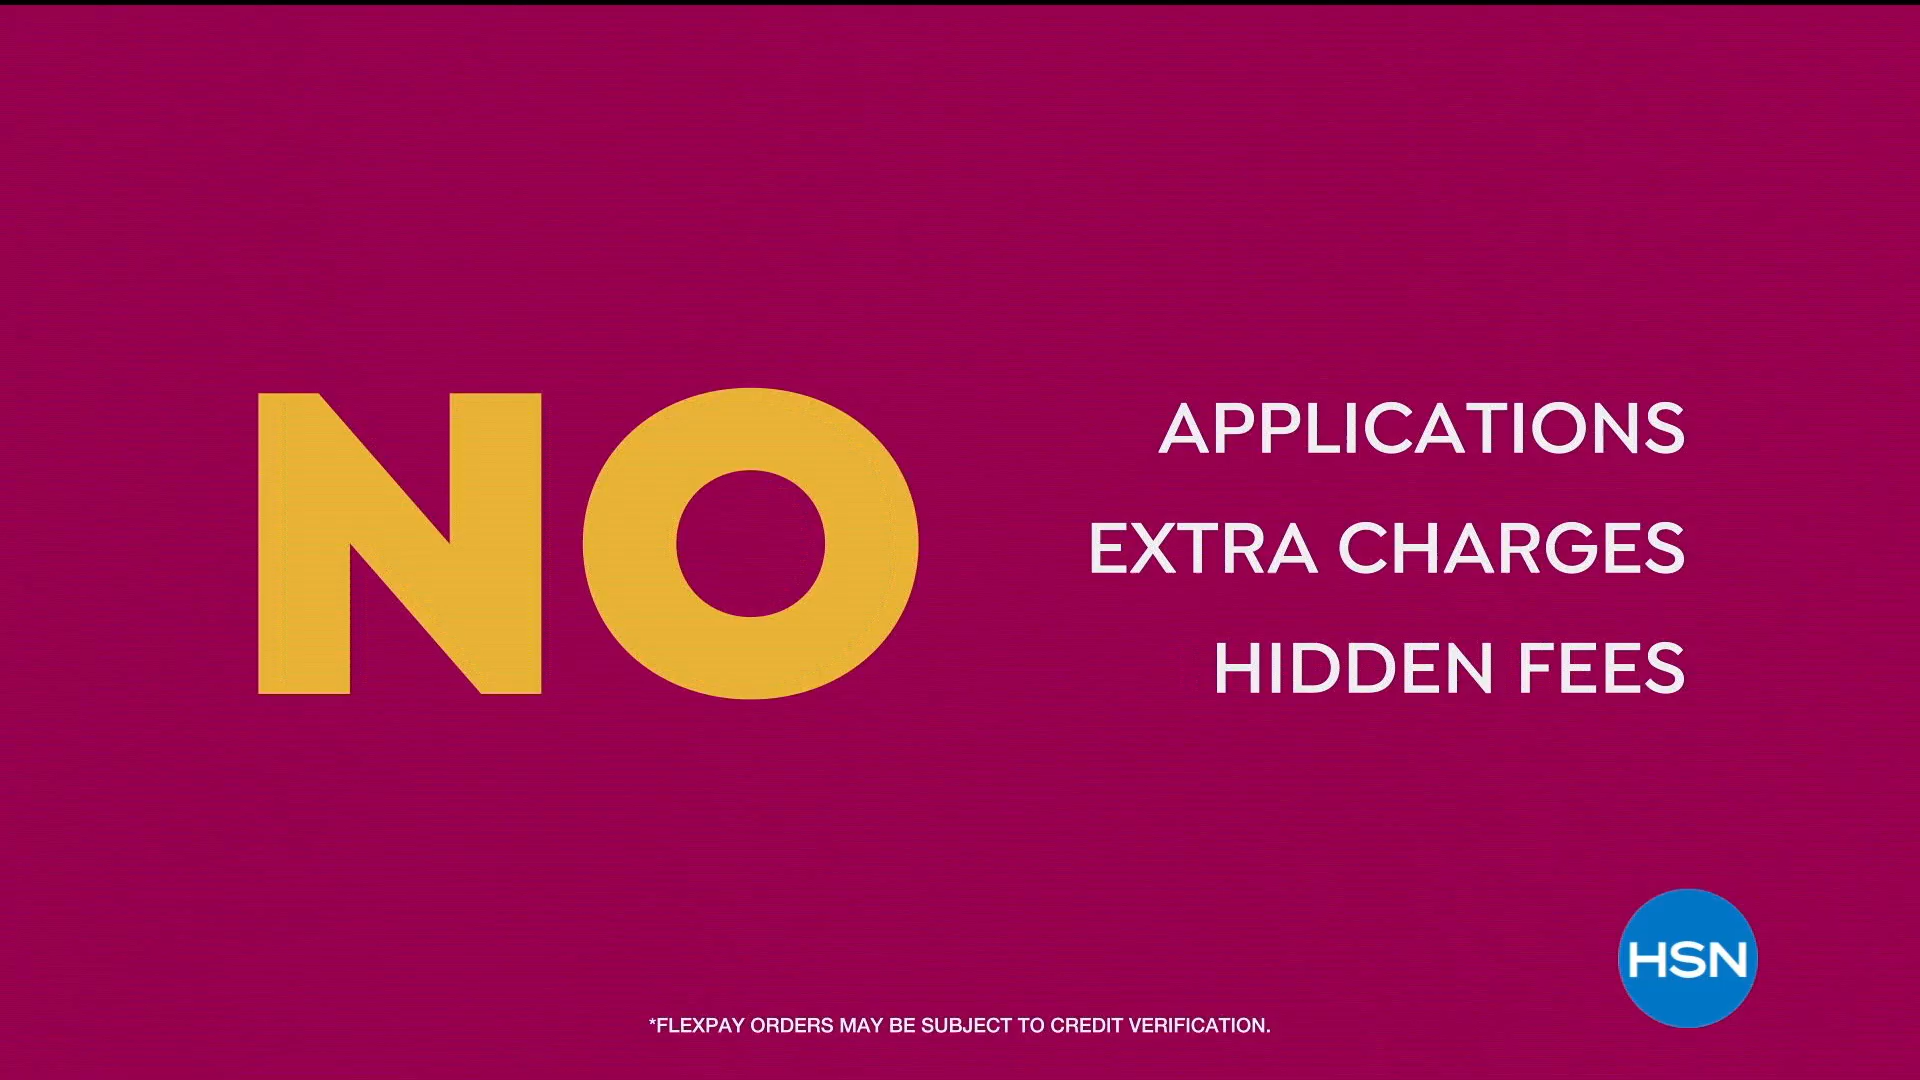 NO
APPLICATIONS
EXTRA CHARGES
HIDDEN FEES
HSN
*FLEXPAY ORDERS MAY BE SUBJECT TO CREDIT VERIFICATION.